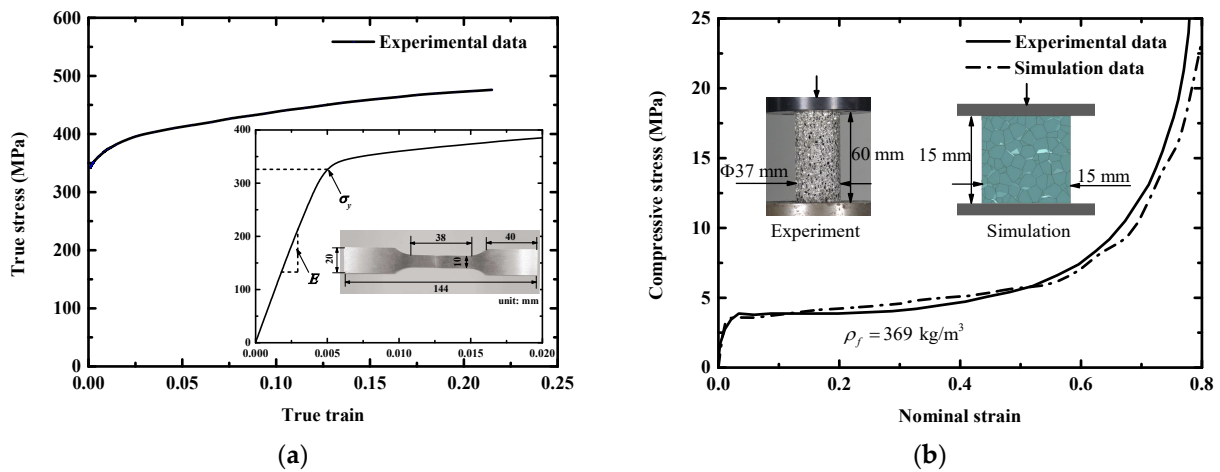 600
500
400
300
200
100
0
0.00 0.05 0.10 0.15 0.20 0.25
True stress (MPa)
True train
Experimental data
400
350
300
250
200
150
100
50
0
0.000 0.005 0.010 0.015 0.020
σy
E
38
40
20
10
144
unit: mm
(a)
25
20
15
10
5
0
0.0 0.2 0.4 0.6 0.8
Compressive stress (MPa)
Nominal strain
Experimental data
Simulation data
Φ37 mm
60 mm
15 mm
15 mm
Experiment
Simulation
ρf = 369 kg/m³
(b)